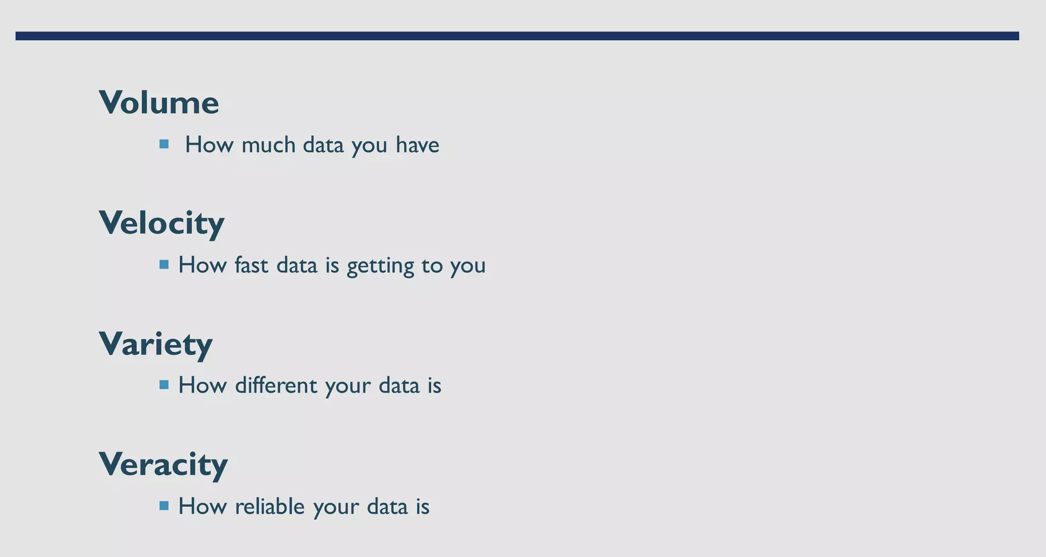 Volume
How much data you have
Velocity
How fast data is getting to you
Variety
How different your data is
Veracity
How reliable your data is